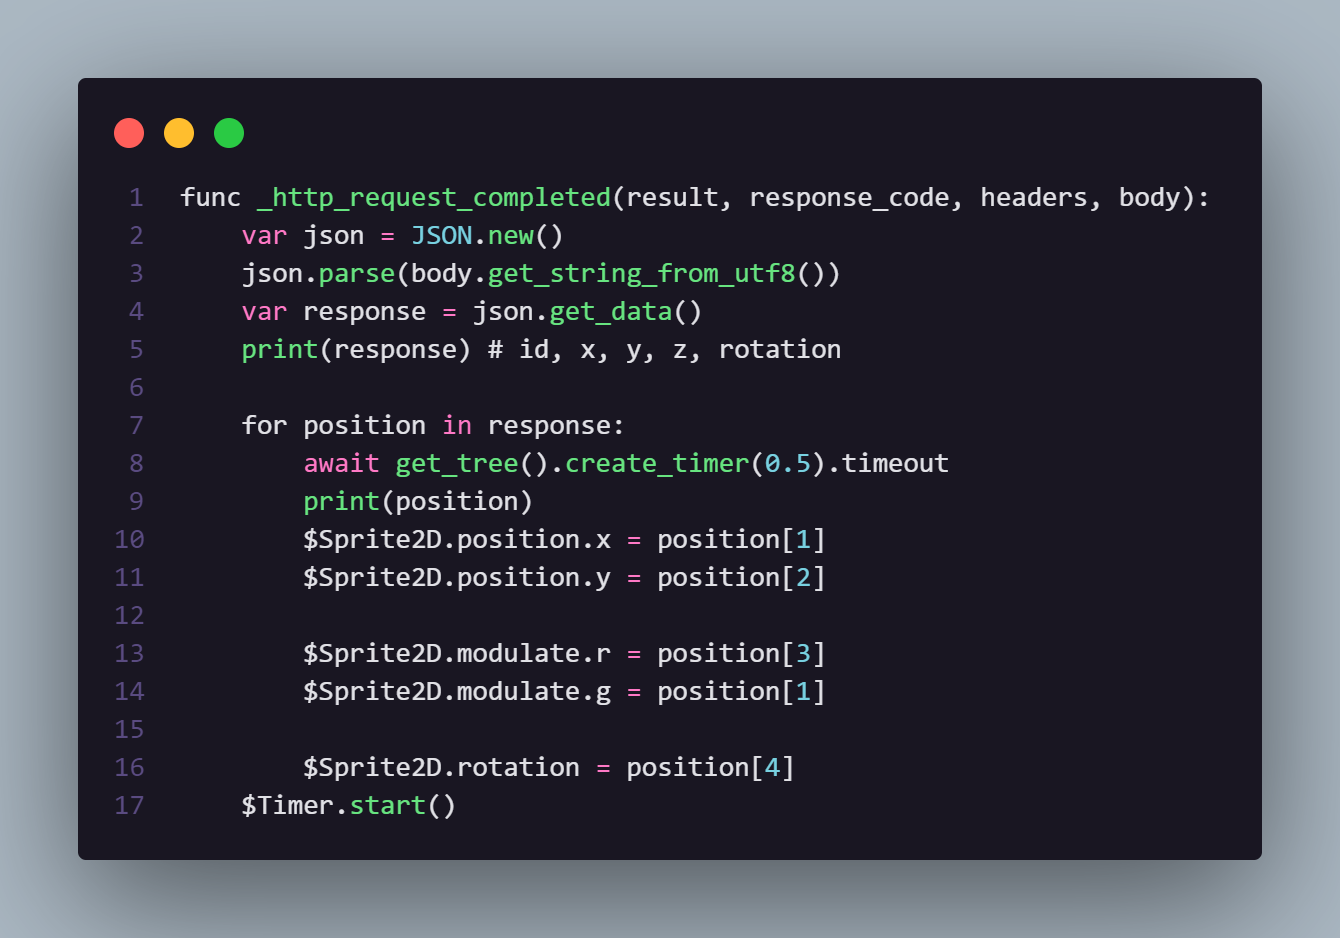 1 func _http_request_completed(result, response_code, headers, body):
2     var json = JSON.new()
3     json.parse(body.get_string_from_utf8())
4     var response = json.get_data()
5     print(response) # id, x, y, z, rotation
6
7     for position in response:
8         await get_tree().create_timer(0.5).timeout
9         print(position)
10         $Sprite2D.position.x = position[1]
11         $Sprite2D.position.y = position[2]
12
13         $Sprite2D.modulate.r = position[3]
14         $Sprite2D.modulate.g = position[1]
15
16         $Sprite2D.rotation = position[4]
17     $Timer.start()